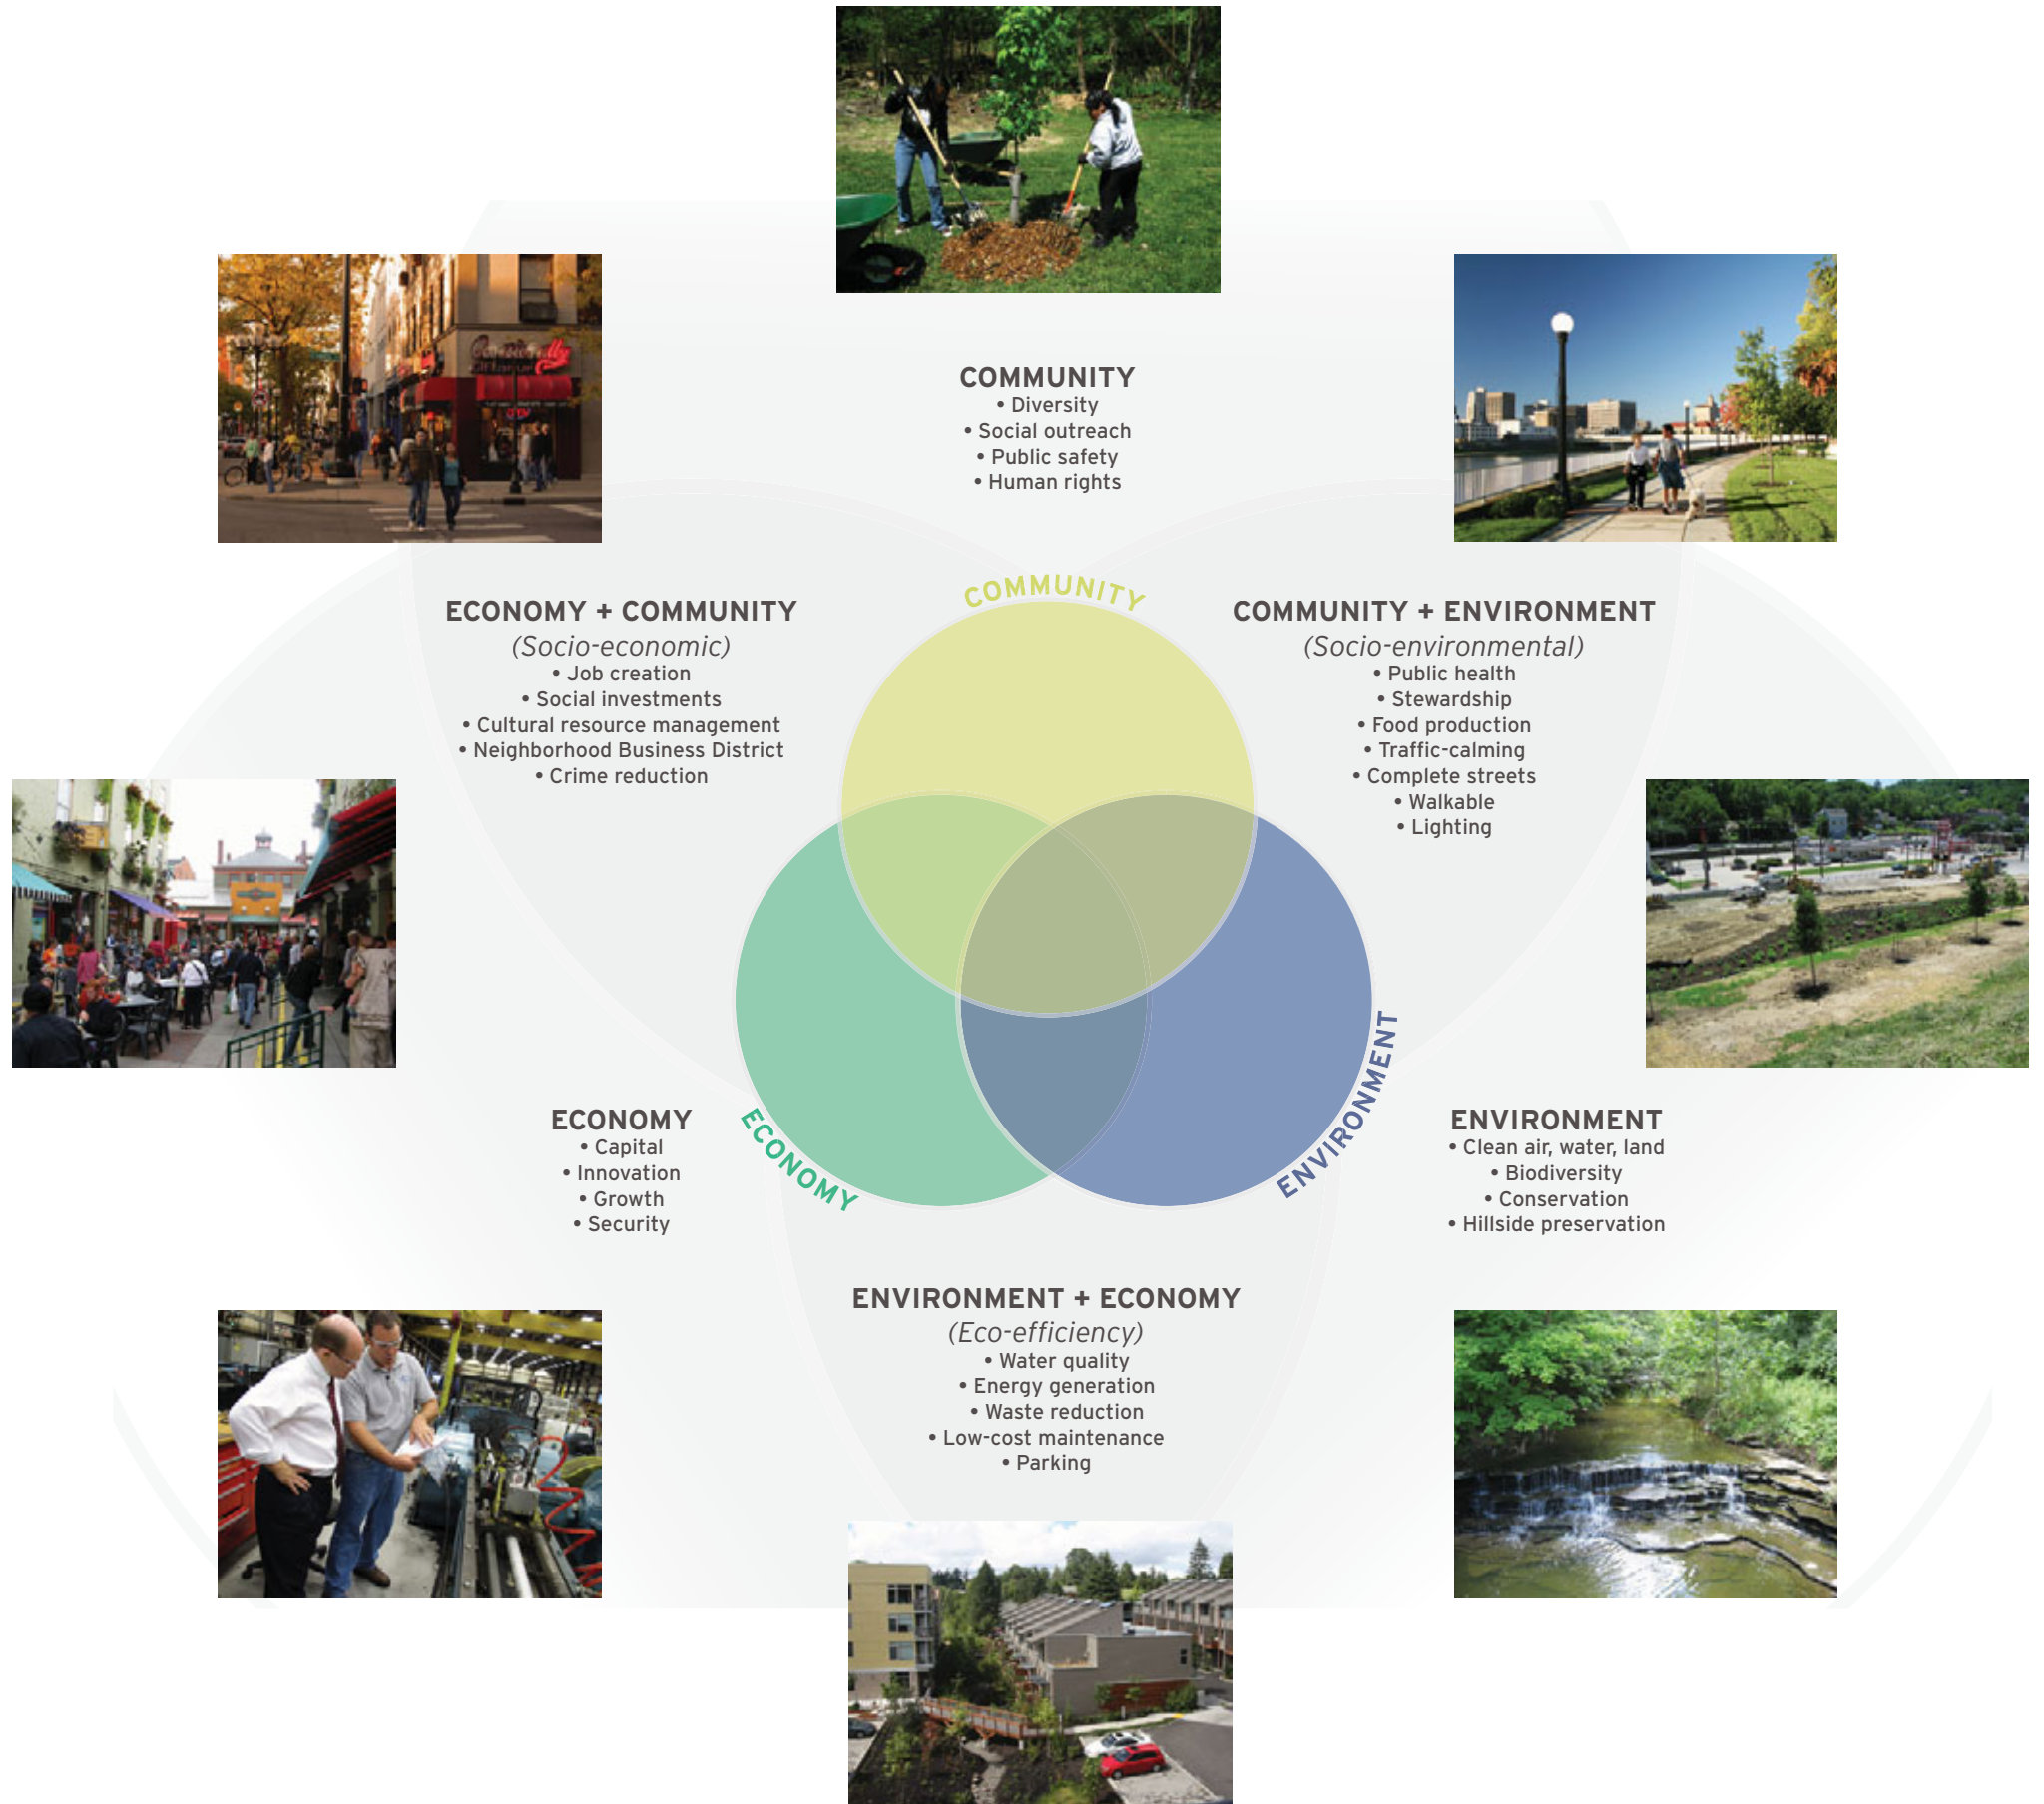 COMMUNITY
• Diversity
• Social outreach
• Public safety
• Human rights
ECONOMY + COMMUNITY
(Socio-economic)
• Job creation
• Social investments
• Cultural resource management
• Neighborhood Business District
• Crime reduction
COMMUNITY + ENVIRONMENT
(Socio-environmental)
• Public health
• Stewardship
• Food production
• Traffic-calming
• Complete streets
• Walkable
• Lighting
COMMUNITY
ECONOMY
ENVIRONMENT
ECONOMY
• Capital
• Innovation
• Growth
• Security
ENVIRONMENT
• Clean air, water, land
• Biodiversity
• Conservation
• Hillside preservation
ENVIRONMENT + ECONOMY
(Eco-efficiency)
• Water quality
• Energy generation
• Waste reduction
• Low-cost maintenance
• Parking